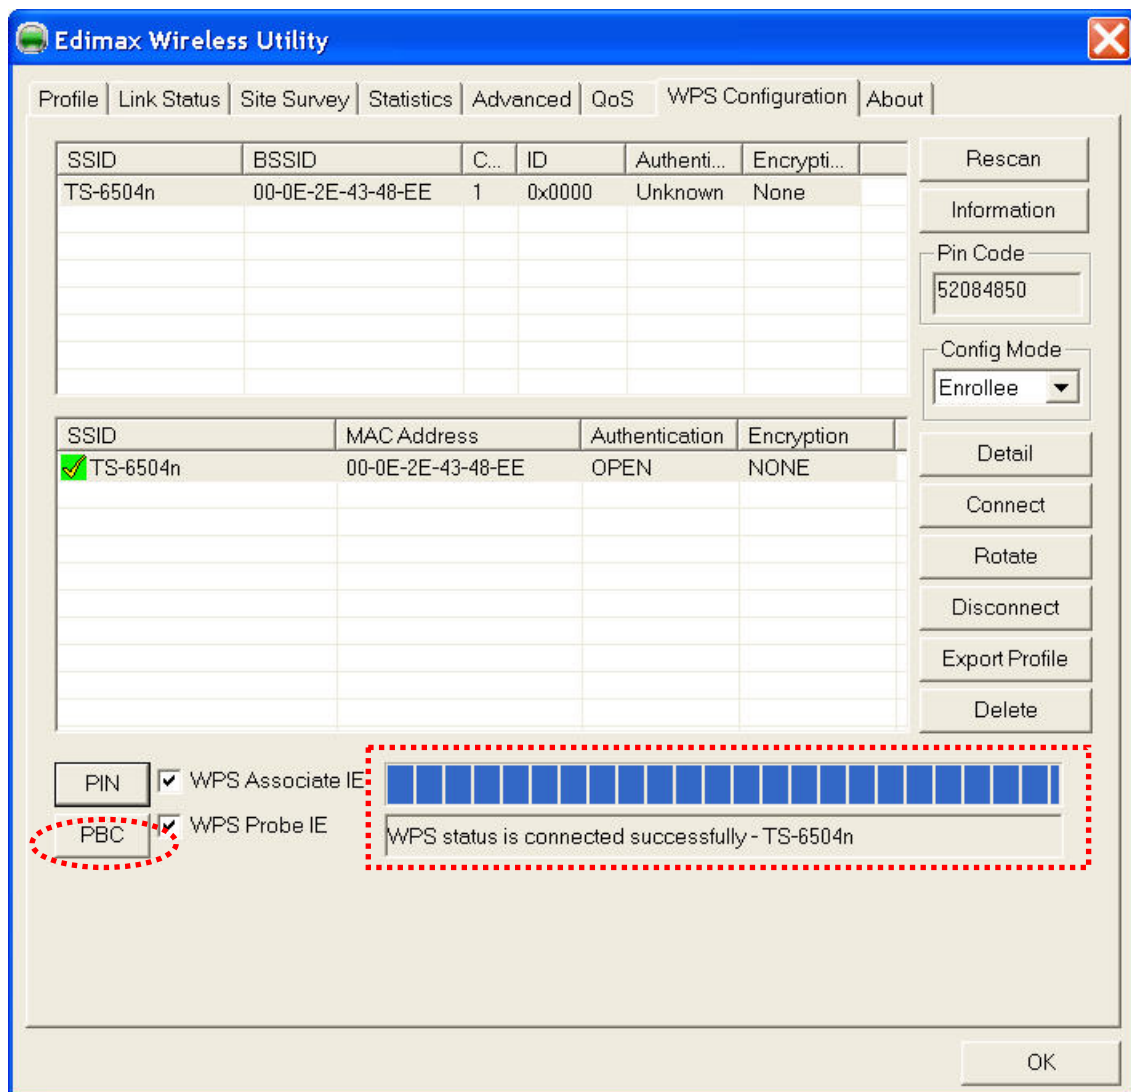 Edimax Wireless Utility
Profile Link Status Site Survey Statistics Advanced QoS WPS Configuration About
SSID BSSID C... ID Authenti... Encrypti...
TS-6504n 00-0E-2E-43-48-EE 1 0x0000 Unknown None
Rescan
Information
Pin Code
52084850
Config Mode
Enrollee
SSID MAC Address Authentication Encryption
TS-6504n 00-0E-2E-43-48-EE OPEN NONE
Detail
Connect
Rotate
Disconnect
Export Profile
Delete
PIN WPS Associate IE
PBC WPS Probe IE
WPS status is connected successfully - TS-6504n
OK